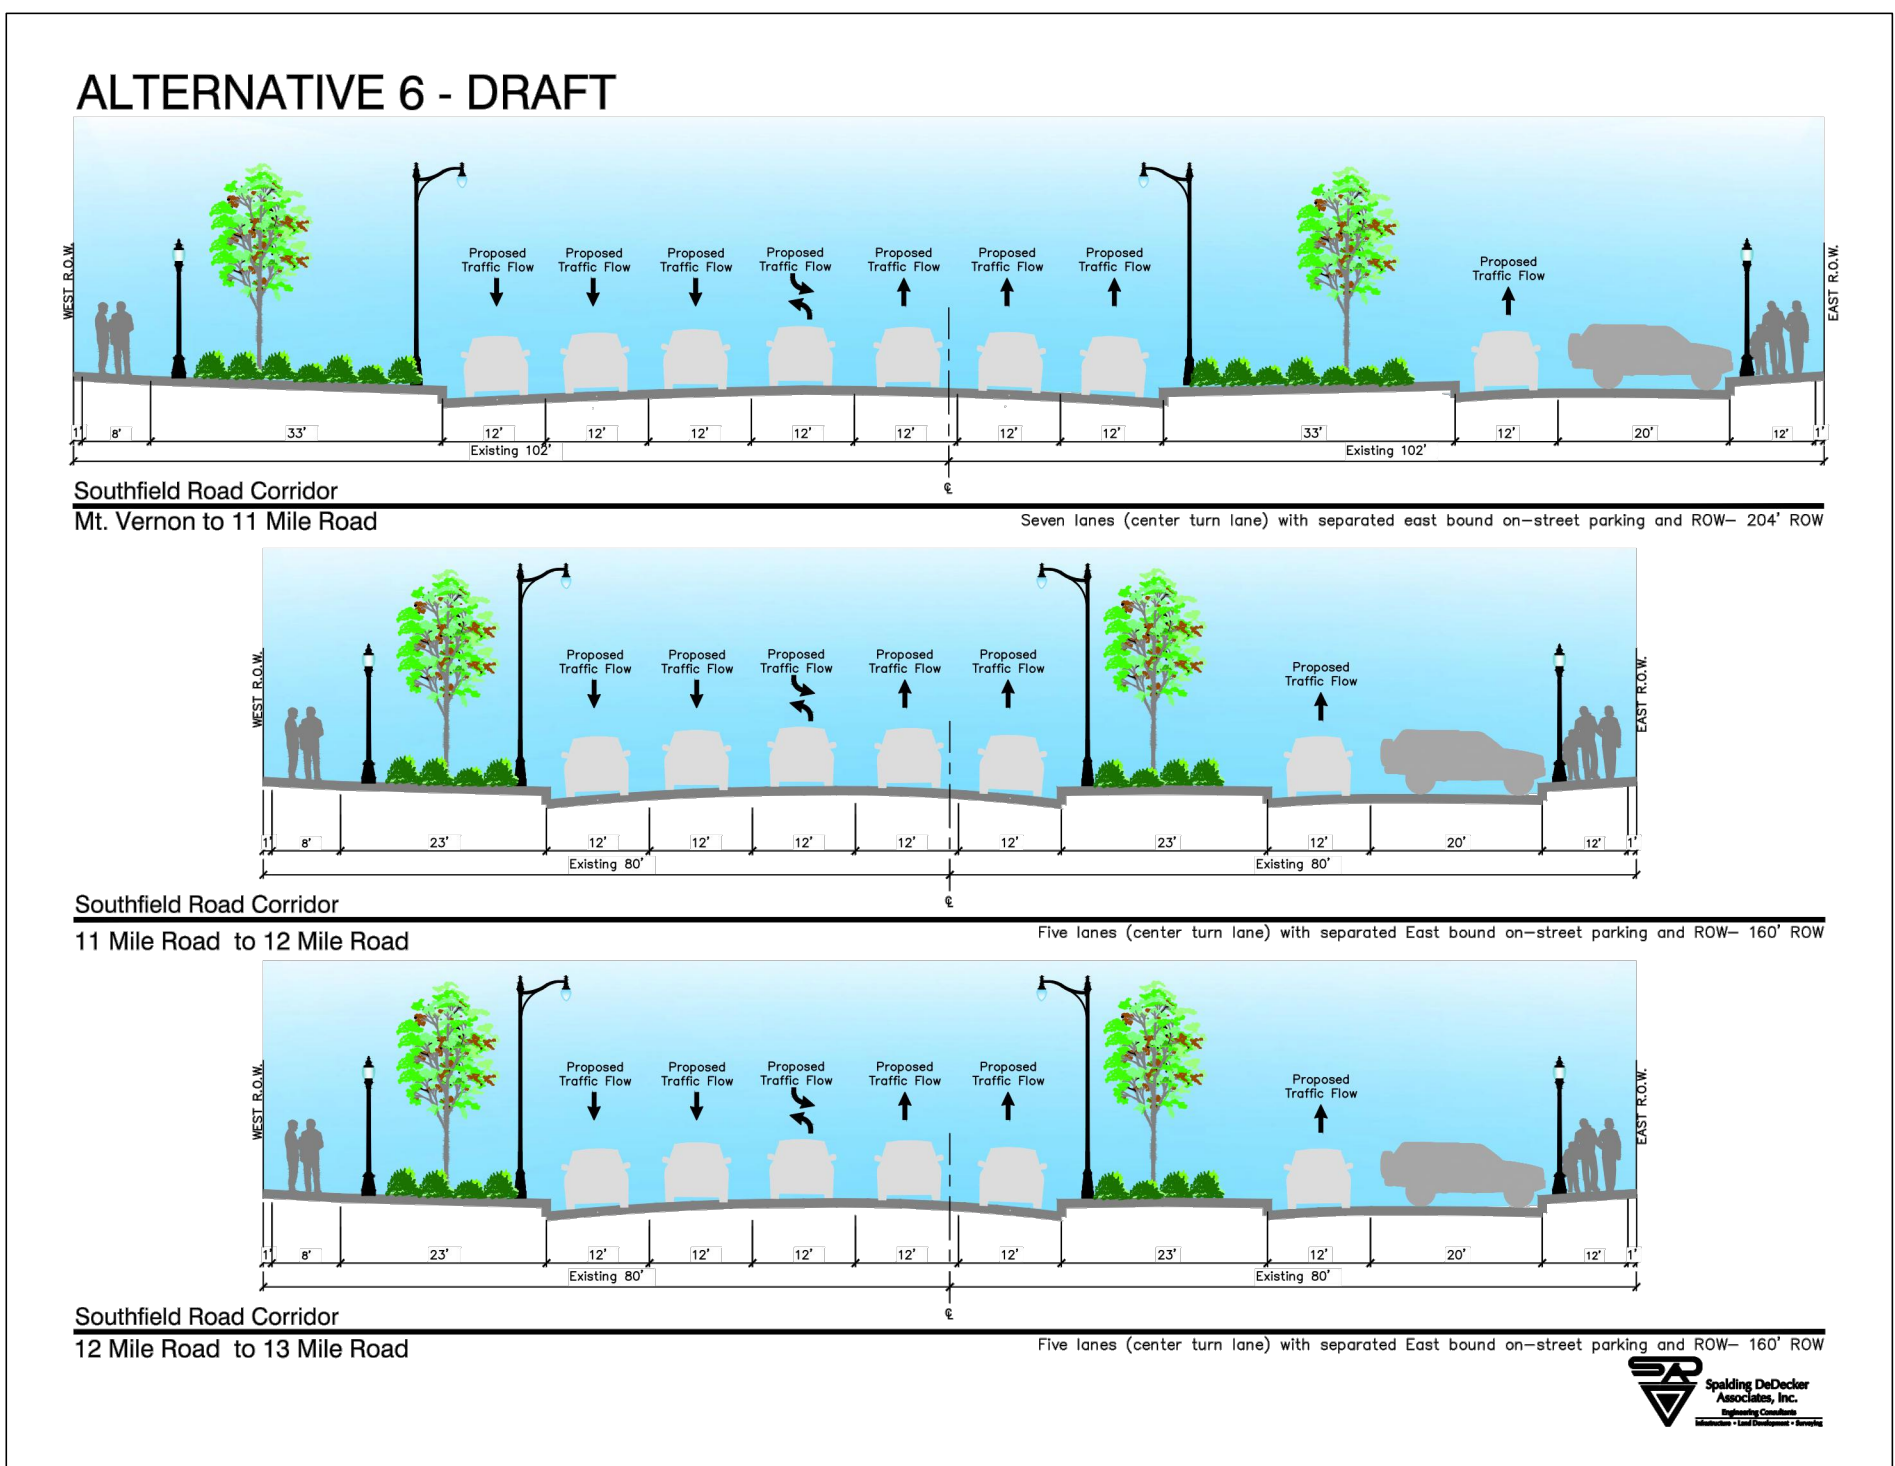 ALTERNATIVE 6 - DRAFT
WEST R.O.W.
Proposed Traffic Flow
Proposed Traffic Flow
Proposed Traffic Flow
Proposed Traffic Flow
Proposed Traffic Flow
Proposed Traffic Flow
Proposed Traffic Flow
Proposed Traffic Flow
EAST R.O.W.
1' 8' 33' 12' 12' 12' 12' 12' 12' 12' 33' 12' 20' 12' 1'
Existing 102' Existing 102'
℄
Southfield Road Corridor
Mt. Vernon to 11 Mile Road
Seven lanes (center turn lane) with separated east bound on-street parking and ROW- 204' ROW
WEST R.O.W.
Proposed Traffic Flow
Proposed Traffic Flow
Proposed Traffic Flow
Proposed Traffic Flow
Proposed Traffic Flow
Proposed Traffic Flow
EAST R.O.W.
1' 8' 23' 12' 12' 12' 12' 12' 23' 12' 20' 12' 1'
Existing 80' Existing 80'
℄
Southfield Road Corridor
11 Mile Road to 12 Mile Road
Five lanes (center turn lane) with separated East bound on-street parking and ROW- 160' ROW
WEST R.O.W.
Proposed Traffic Flow
Proposed Traffic Flow
Proposed Traffic Flow
Proposed Traffic Flow
Proposed Traffic Flow
Proposed Traffic Flow
EAST R.O.W.
1' 8' 23' 12' 12' 12' 12' 12' 23' 12' 20' 12' 1'
Existing 80' Existing 80'
℄
Southfield Road Corridor
12 Mile Road to 13 Mile Road
Five lanes (center turn lane) with separated East bound on-street parking and ROW- 160' ROW
Spalding DeDecker
Associates, Inc.
Engineering Consultants
Infrastructure • Land Development • Surveying